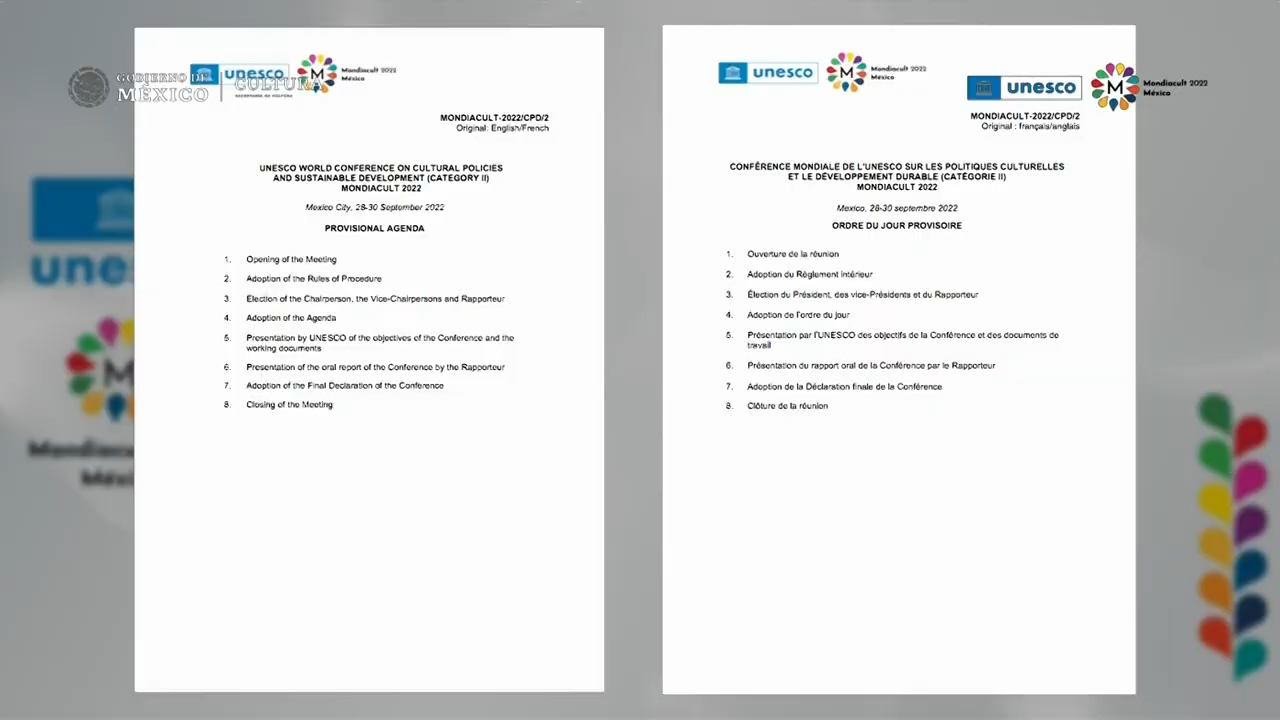 GOBIERNO DE
MÉXICO
CULTURA
SECRETARÍA DE CULTURA
unesco
M
Mondiacult 2022
México
MONDIACULT-2022/CPD/2
Original: English/French
UNESCO WORLD CONFERENCE ON CULTURAL POLICIES
AND SUSTAINABLE DEVELOPMENT (CATEGORY II)
MONDIACULT 2022
Mexico City, 28-30 September 2022
PROVISIONAL AGENDA
1. Opening of the Meeting
2. Adoption of the Rules of Procedure
3. Election of the Chairperson, the Vice-Chairpersons and Rapporteur
4. Adoption of the Agenda
5. Presentation by UNESCO of the objectives of the Conference and the
working documents
6. Presentation of the oral report of the Conference by the Rapporteur
7. Adoption of the Final Declaration of the Conference
8. Closing of the Meeting
unesco
M
Mondiacult 2022
México
unesco
M
Mondiacult 2022
México
MONDIACULT-2022/CPD/2
Original : français/anglais
CONFÉRENCE MONDIALE DE L'UNESCO SUR LES POLITIQUES CULTURELLES
ET LE DÉVELOPPEMENT DURABLE (CATÉGORIE II)
MONDIACULT 2022
Mexico, 28-30 septembre 2022
ORDRE DU JOUR PROVISOIRE
1. Ouverture de la réunion
2. Adoption du Règlement intérieur
3. Élection du Président, des vice-Présidents et du Rapporteur
4. Adoption de l'ordre du jour
5. Présentation par l'UNESCO des objectifs de la Conférence et des documents de
travail
6. Présentation du rapport oral de la Conférence par le Rapporteur
7. Adoption de la Déclaration finale de la Conférence
8. Clôture de la réunion